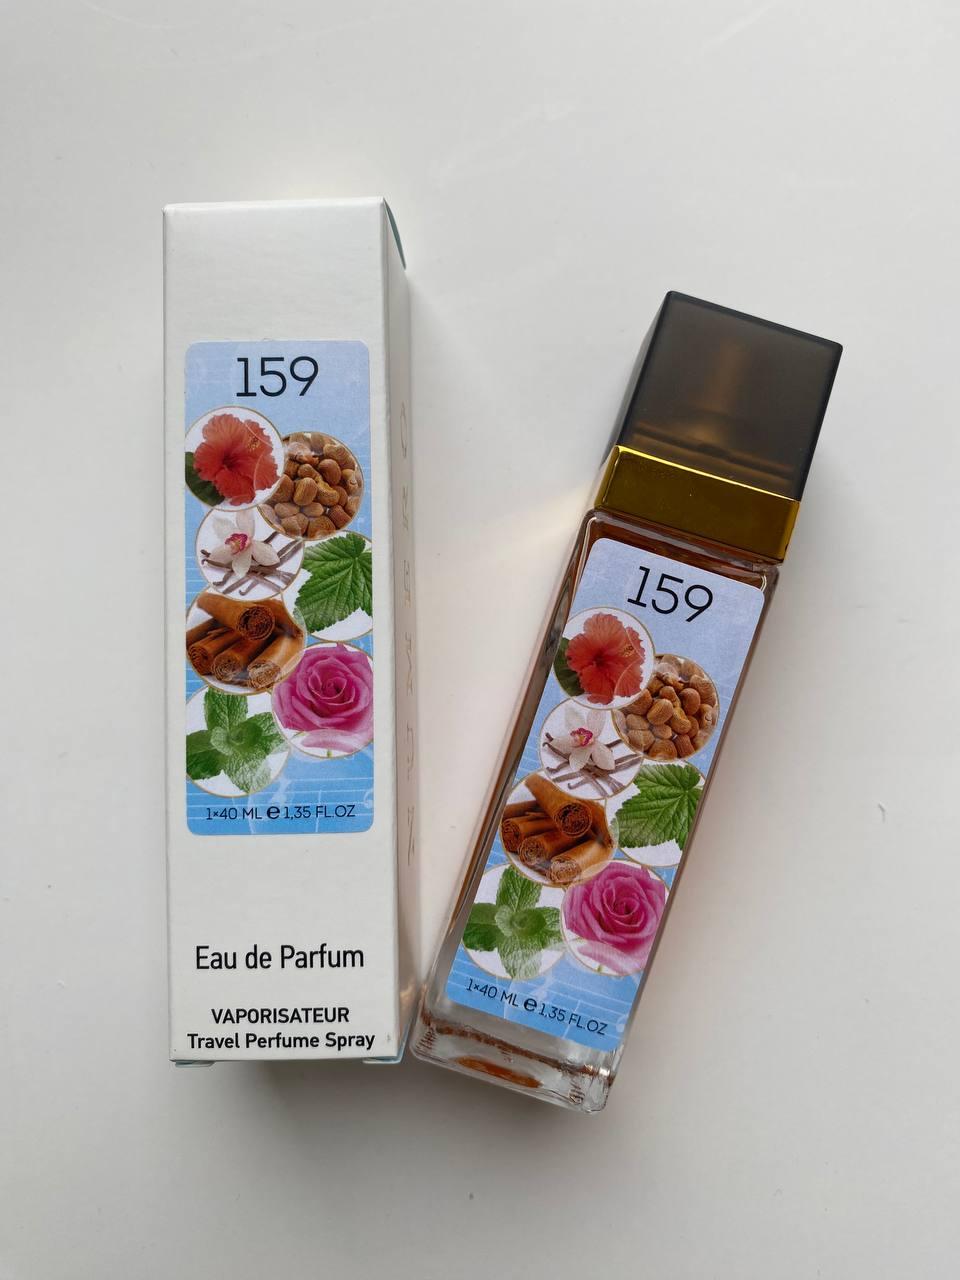 159
1×40 ML ℮ 1,35 FL.OZ
Eau de Parfum
VAPORISATEUR
Travel Perfume Spray
159
1×40 ML ℮ 1,35 FL.OZ